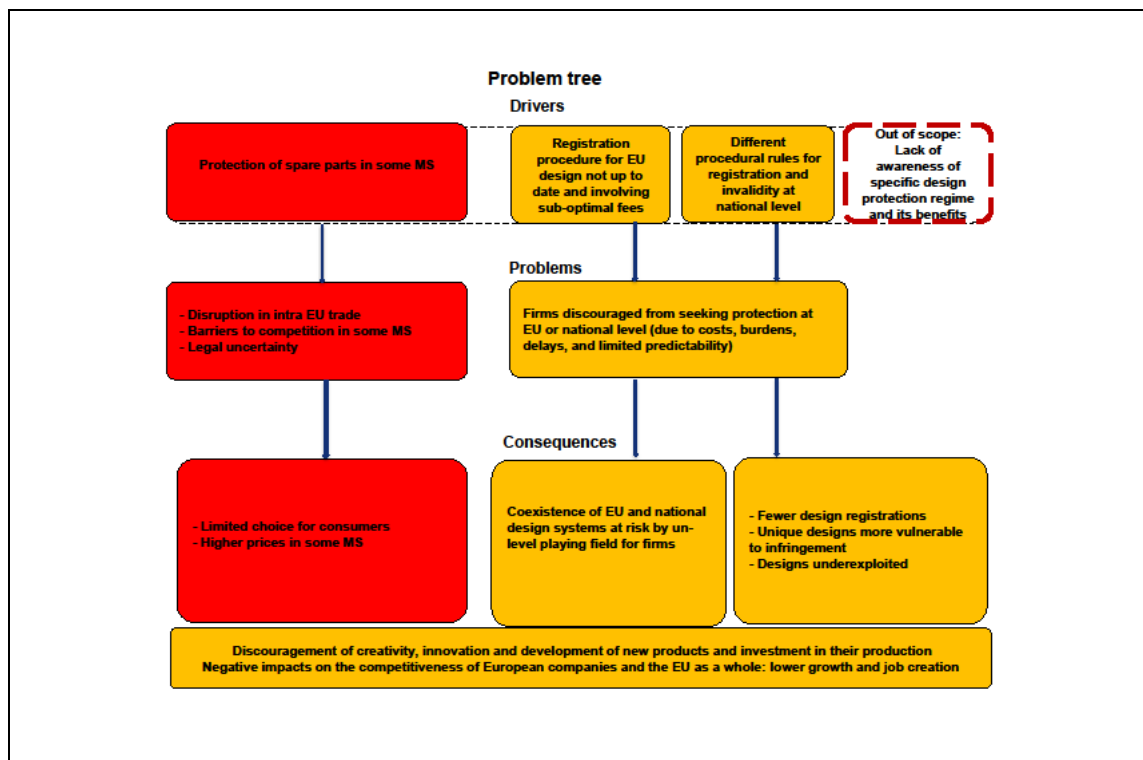 Problem tree
Drivers
Protection of spare parts in some MS
Registration
procedure for EU
design not up to
date and involving
sub-optimal fees
Different
procedural rules for
registration and
invalidity at
national level
Out of scope:
Lack of
awareness of
specific design
protection regime
and its benefits
Problems
- Disruption in intra EU trade
- Barriers to competition in some MS
- Legal uncertainty
Firms discouraged from seeking protection at
EU or national level (due to costs, burdens,
delays, and limited predictability)
Consequences
- Limited choice for consumers
- Higher prices in some MS
Coexistence of EU and national
design systems at risk by un-
level playing field for firms
- Fewer design registrations
- Unique designs more vulnerable
to infringement
- Designs underexploited
Discouragement of creativity, innovation and development of new products and investment in their production
Negative impacts on the competitiveness of European companies and the EU as a whole: lower growth and job creation